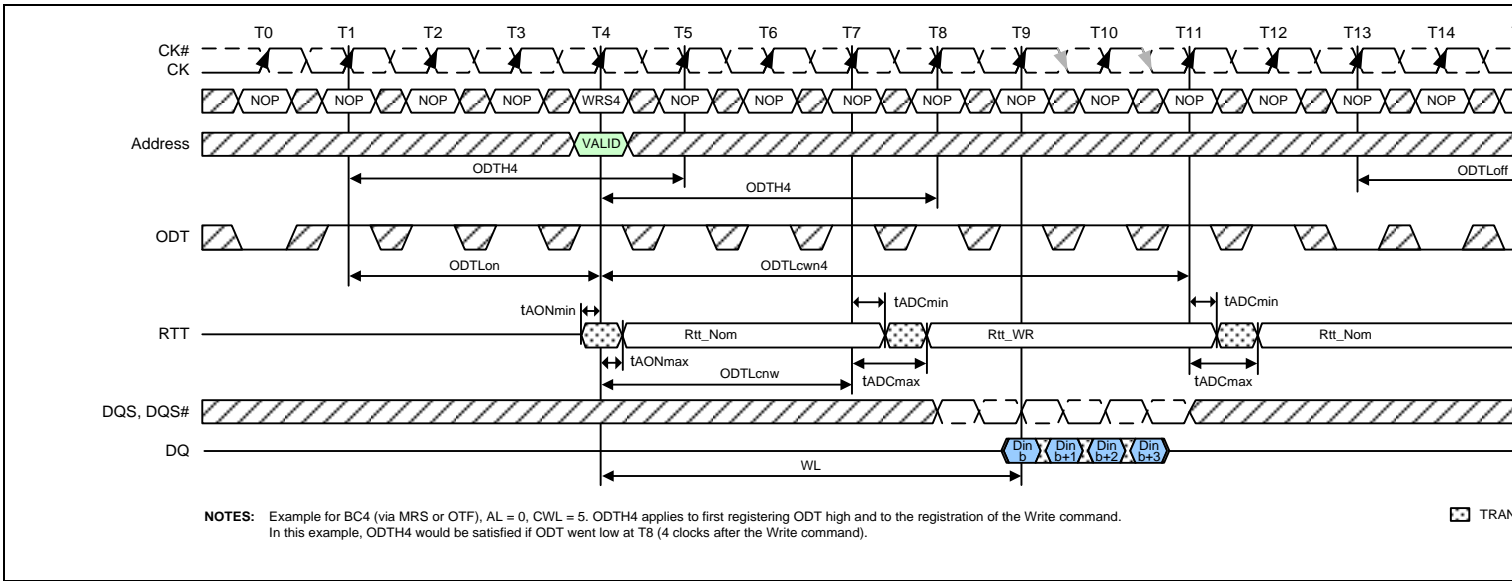 T0 T1 T2 T3 T4 T5 T6 T7 T8 T9 T10 T11 T12 T13 T14
CK#
CK
NOP NOP NOP NOP WRS4 NOP NOP NOP NOP NOP NOP NOP NOP NOP NOP
Address VALID
ODTH4 ODTLoff
ODTH4
ODT
ODTLon ODTLcwn4
tAONmin tADCmin tADCmin
RTT Rtt_Nom Rtt_WR Rtt_Nom
tAONmax
ODTLcnw tADCmax tADCmax
DQS, DQS#
DQ Din b Din b+1 Din b+2 Din b+3
WL
NOTES: Example for BC4 (via MRS or OTF), AL = 0, CWL = 5. ODTH4 applies to first registering ODT high and to the registration of the Write command.
In this example, ODTH4 would be satisfied if ODT went low at T8 (4 clocks after the Write command).
TRAN